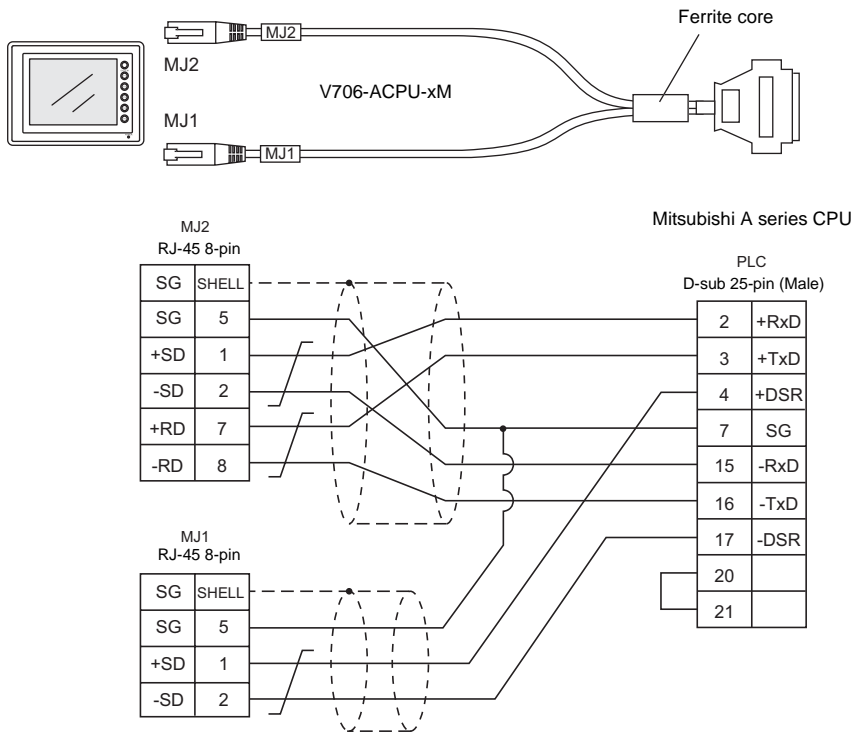 Ferrite core
MJ2
MJ2
V706-ACPU-xM
MJ1
MJ1
Mitsubishi A series CPU
MJ2
RJ-45 8-pin
SG SHELL
SG 5
+SD 1
-SD 2
+RD 7
-RD 8
PLC
D-sub 25-pin (Male)
2 +RxD
3 +TxD
4 +DSR
7 SG
15 -RxD
16 -TxD
17 -DSR
20
21
MJ1
RJ-45 8-pin
SG SHELL
SG 5
+SD 1
-SD 2